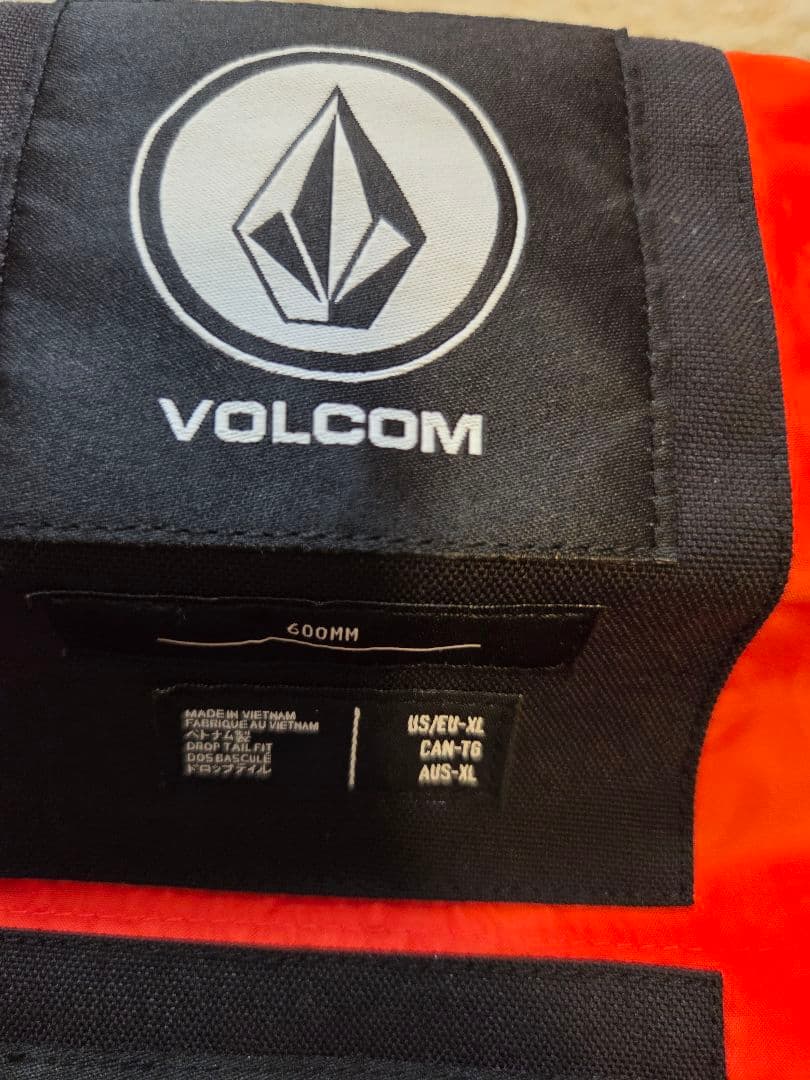 VOLCOM
600MM
MADE IN VIETNAM
FABRIQUE AU VIETNAM
ベトナム製
DROP TAIL FIT
DOS BASCULE
ドロップテイル
US/EU-XL
CAN-TG
AUS-XL